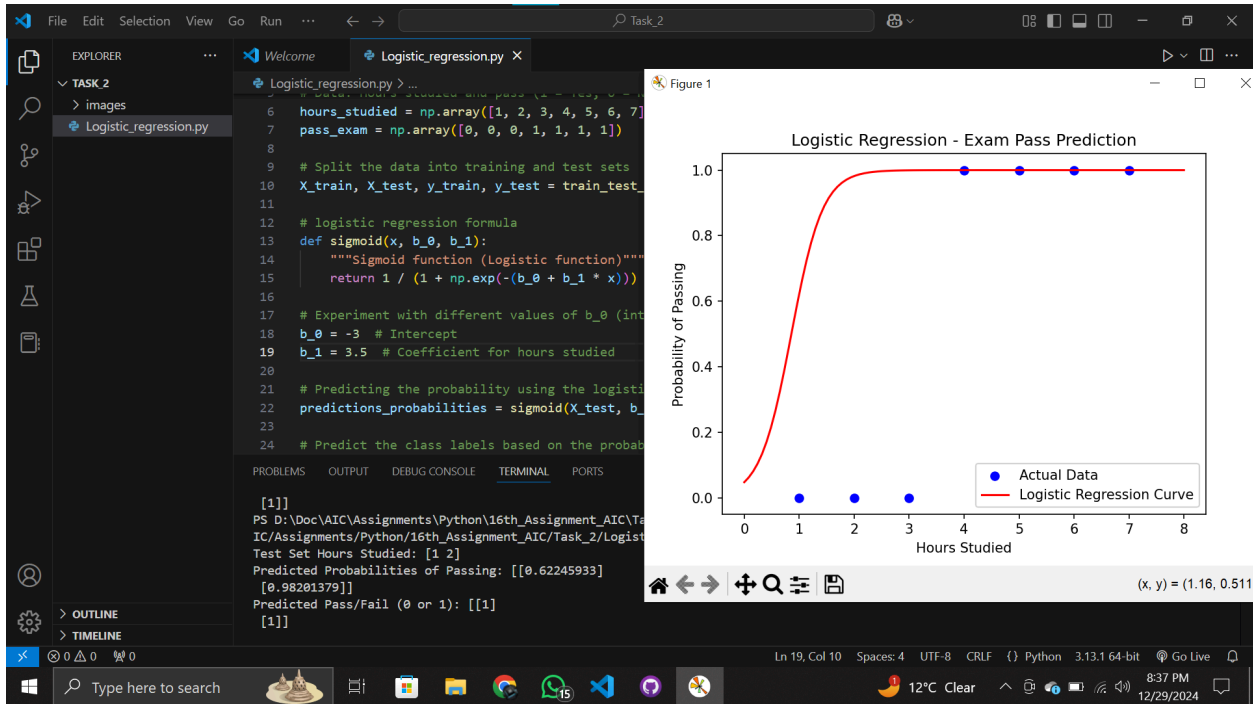 File Edit Selection View Go Run ··· Task_2
EXPLORER ···
TASK_2
images
Logistic_regression.py
OUTLINE
TIMELINE
Welcome
Logistic_regression.py
Logistic_regression.py > ...
6 hours_studied = np.array([1, 2, 3, 4, 5, 6, 7]
7 pass_exam = np.array([0, 0, 0, 1, 1, 1, 1])
8
9 # Split the data into training and test sets
10 X_train, X_test, y_train, y_test = train_test_
11
12 # logistic regression formula
13 def sigmoid(x, b_0, b_1):
14 """Sigmoid function (Logistic function)"""
15 return 1 / (1 + np.exp(-(b_0 + b_1 * x)))
16
17 # Experiment with different values of b_0 (int
18 b_0 = -3 # Intercept
19 b_1 = 3.5 # Coefficient for hours studied
20
21 # Predicting the probability using the logisti
22 predictions_probabilities = sigmoid(X_test, b_
23
24 # Predict the class labels based on the probab
PROBLEMS OUTPUT DEBUG CONSOLE TERMINAL PORTS
[1]]
PS D:\Doc\AIC\Assignments\Python\16th_Assignment_AIC\Ta
IC/Assignments/Python/16th_Assignment_AIC/Task_2/Logist
Test Set Hours Studied: [1 2]
Predicted Probabilities of Passing: [[0.62245933]
[0.98201379]]
Predicted Pass/Fail (0 or 1): [[1]
[1]]
Figure 1
Logistic Regression - Exam Pass Prediction
Probability of Passing
1.0
0.8
0.6
0.4
0.2
0.0
Actual Data
Logistic Regression Curve
0 1 2 3 4 5 6 7 8
Hours Studied
(x, y) = (1.16, 0.511
0 0 0 Ln 19, Col 10 Spaces: 4 UTF-8 CRLF {} Python 3.13.1 64-bit Go Live
Type here to search 15 1 12°C Clear 8:37 PM
12/29/2024